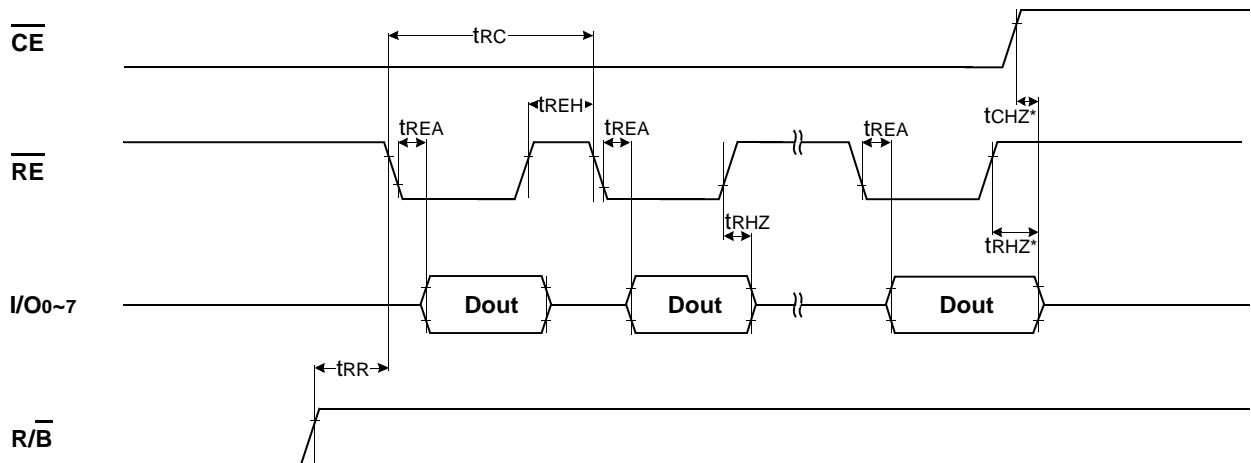 CE
tRC
tREH
tCHZ*
tREA
tREA
tREA
RE
tRHZ
tRHZ*
I/O0~7
Dout
Dout
Dout
tRR
R/B